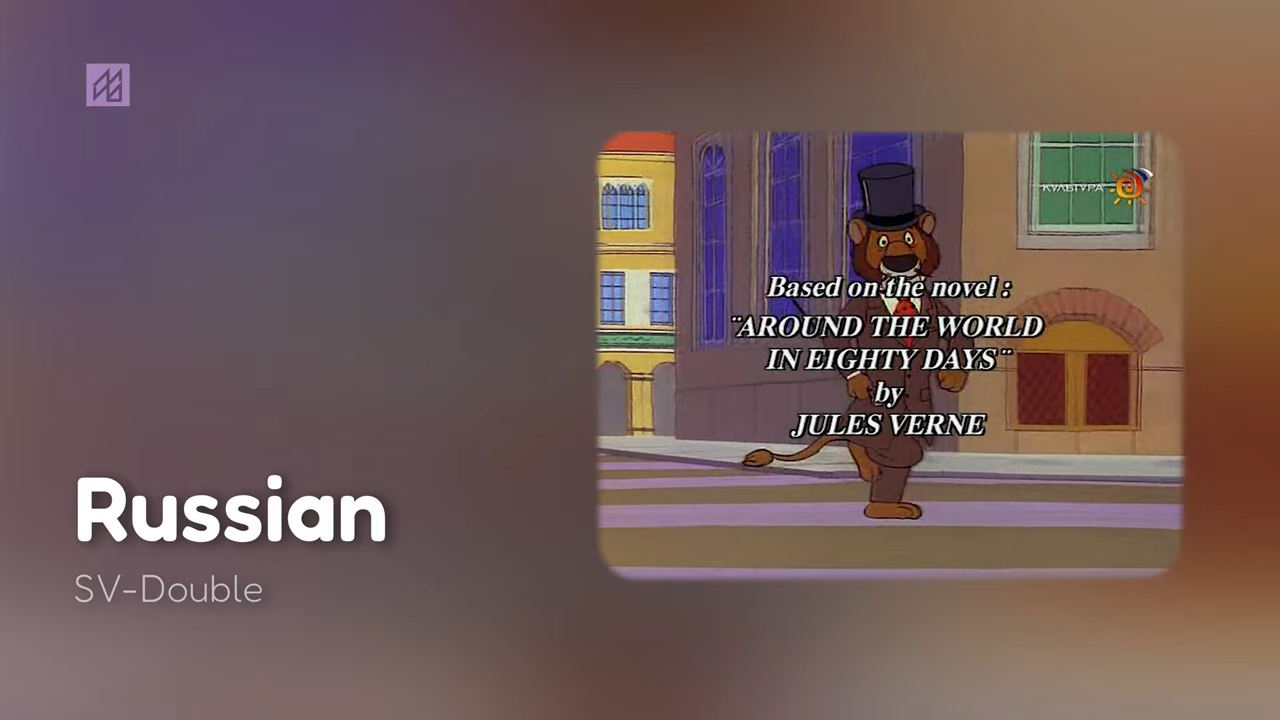 Russian
SV-Double
КУЛЬТУРА
Based on the novel :
¨AROUND THE WORLD
IN EIGHTY DAYS¨
by
JULES VERNE